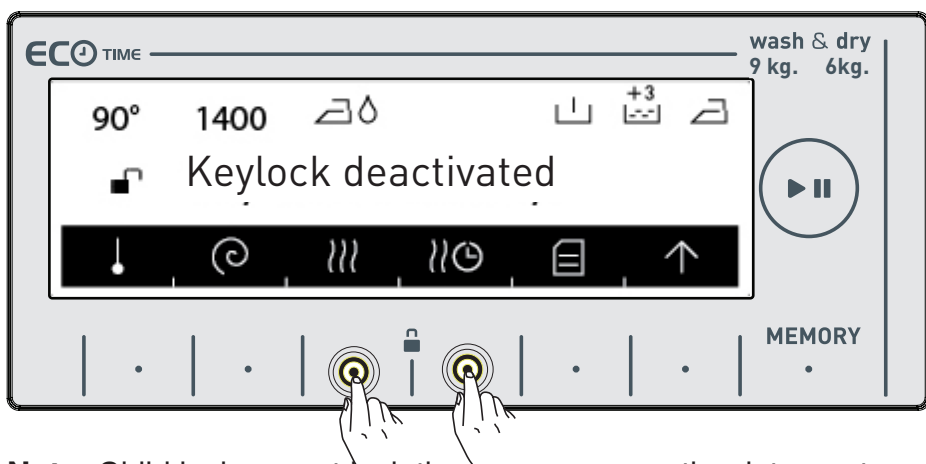 ECO TIME
wash & dry
9 kg. 6kg.
90° 1400 +3
Keylock deactivated
MEMORY